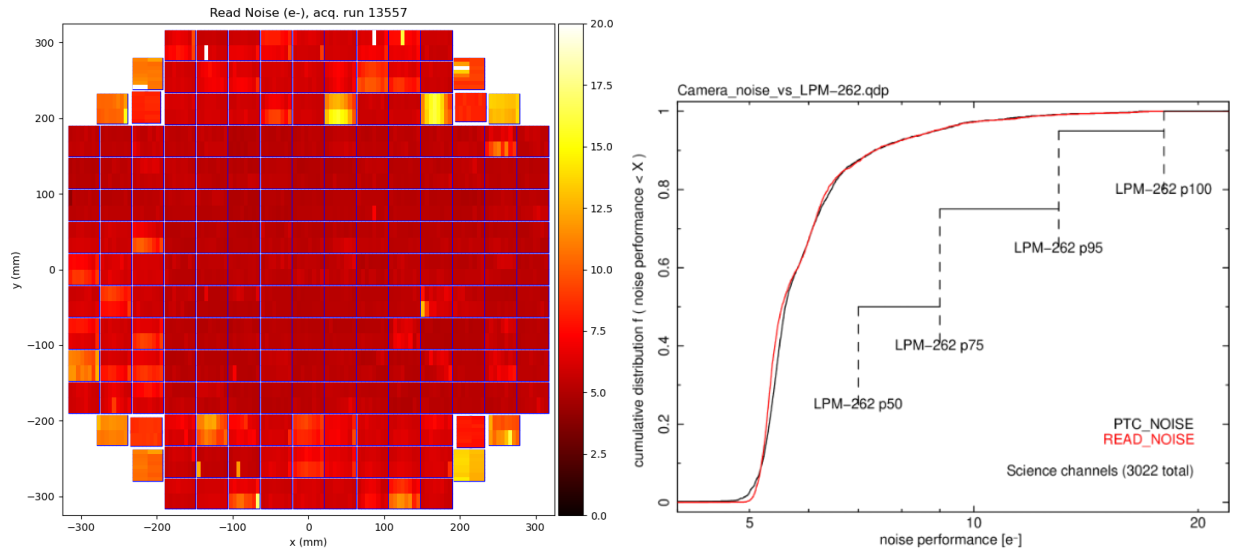 Read Noise (e-), acq. run 13557
300
200
100
0
−100
−200
−300
y (mm)
−300
−200
−100
0
100
200
300
x (mm)
20.0
17.5
15.0
12.5
10.0
7.5
5.0
2.5
0.0
Camera_noise_vs_LPM−262.qdp
1
0.8
0.6
0.4
0.2
0
cumulative distribution f ( noise performance < X )
LPM−262 p100
LPM−262 p95
LPM−262 p75
LPM−262 p50
PTC_NOISE
READ_NOISE
Science channels (3022 total)
5
10
20
noise performance [e⁻]